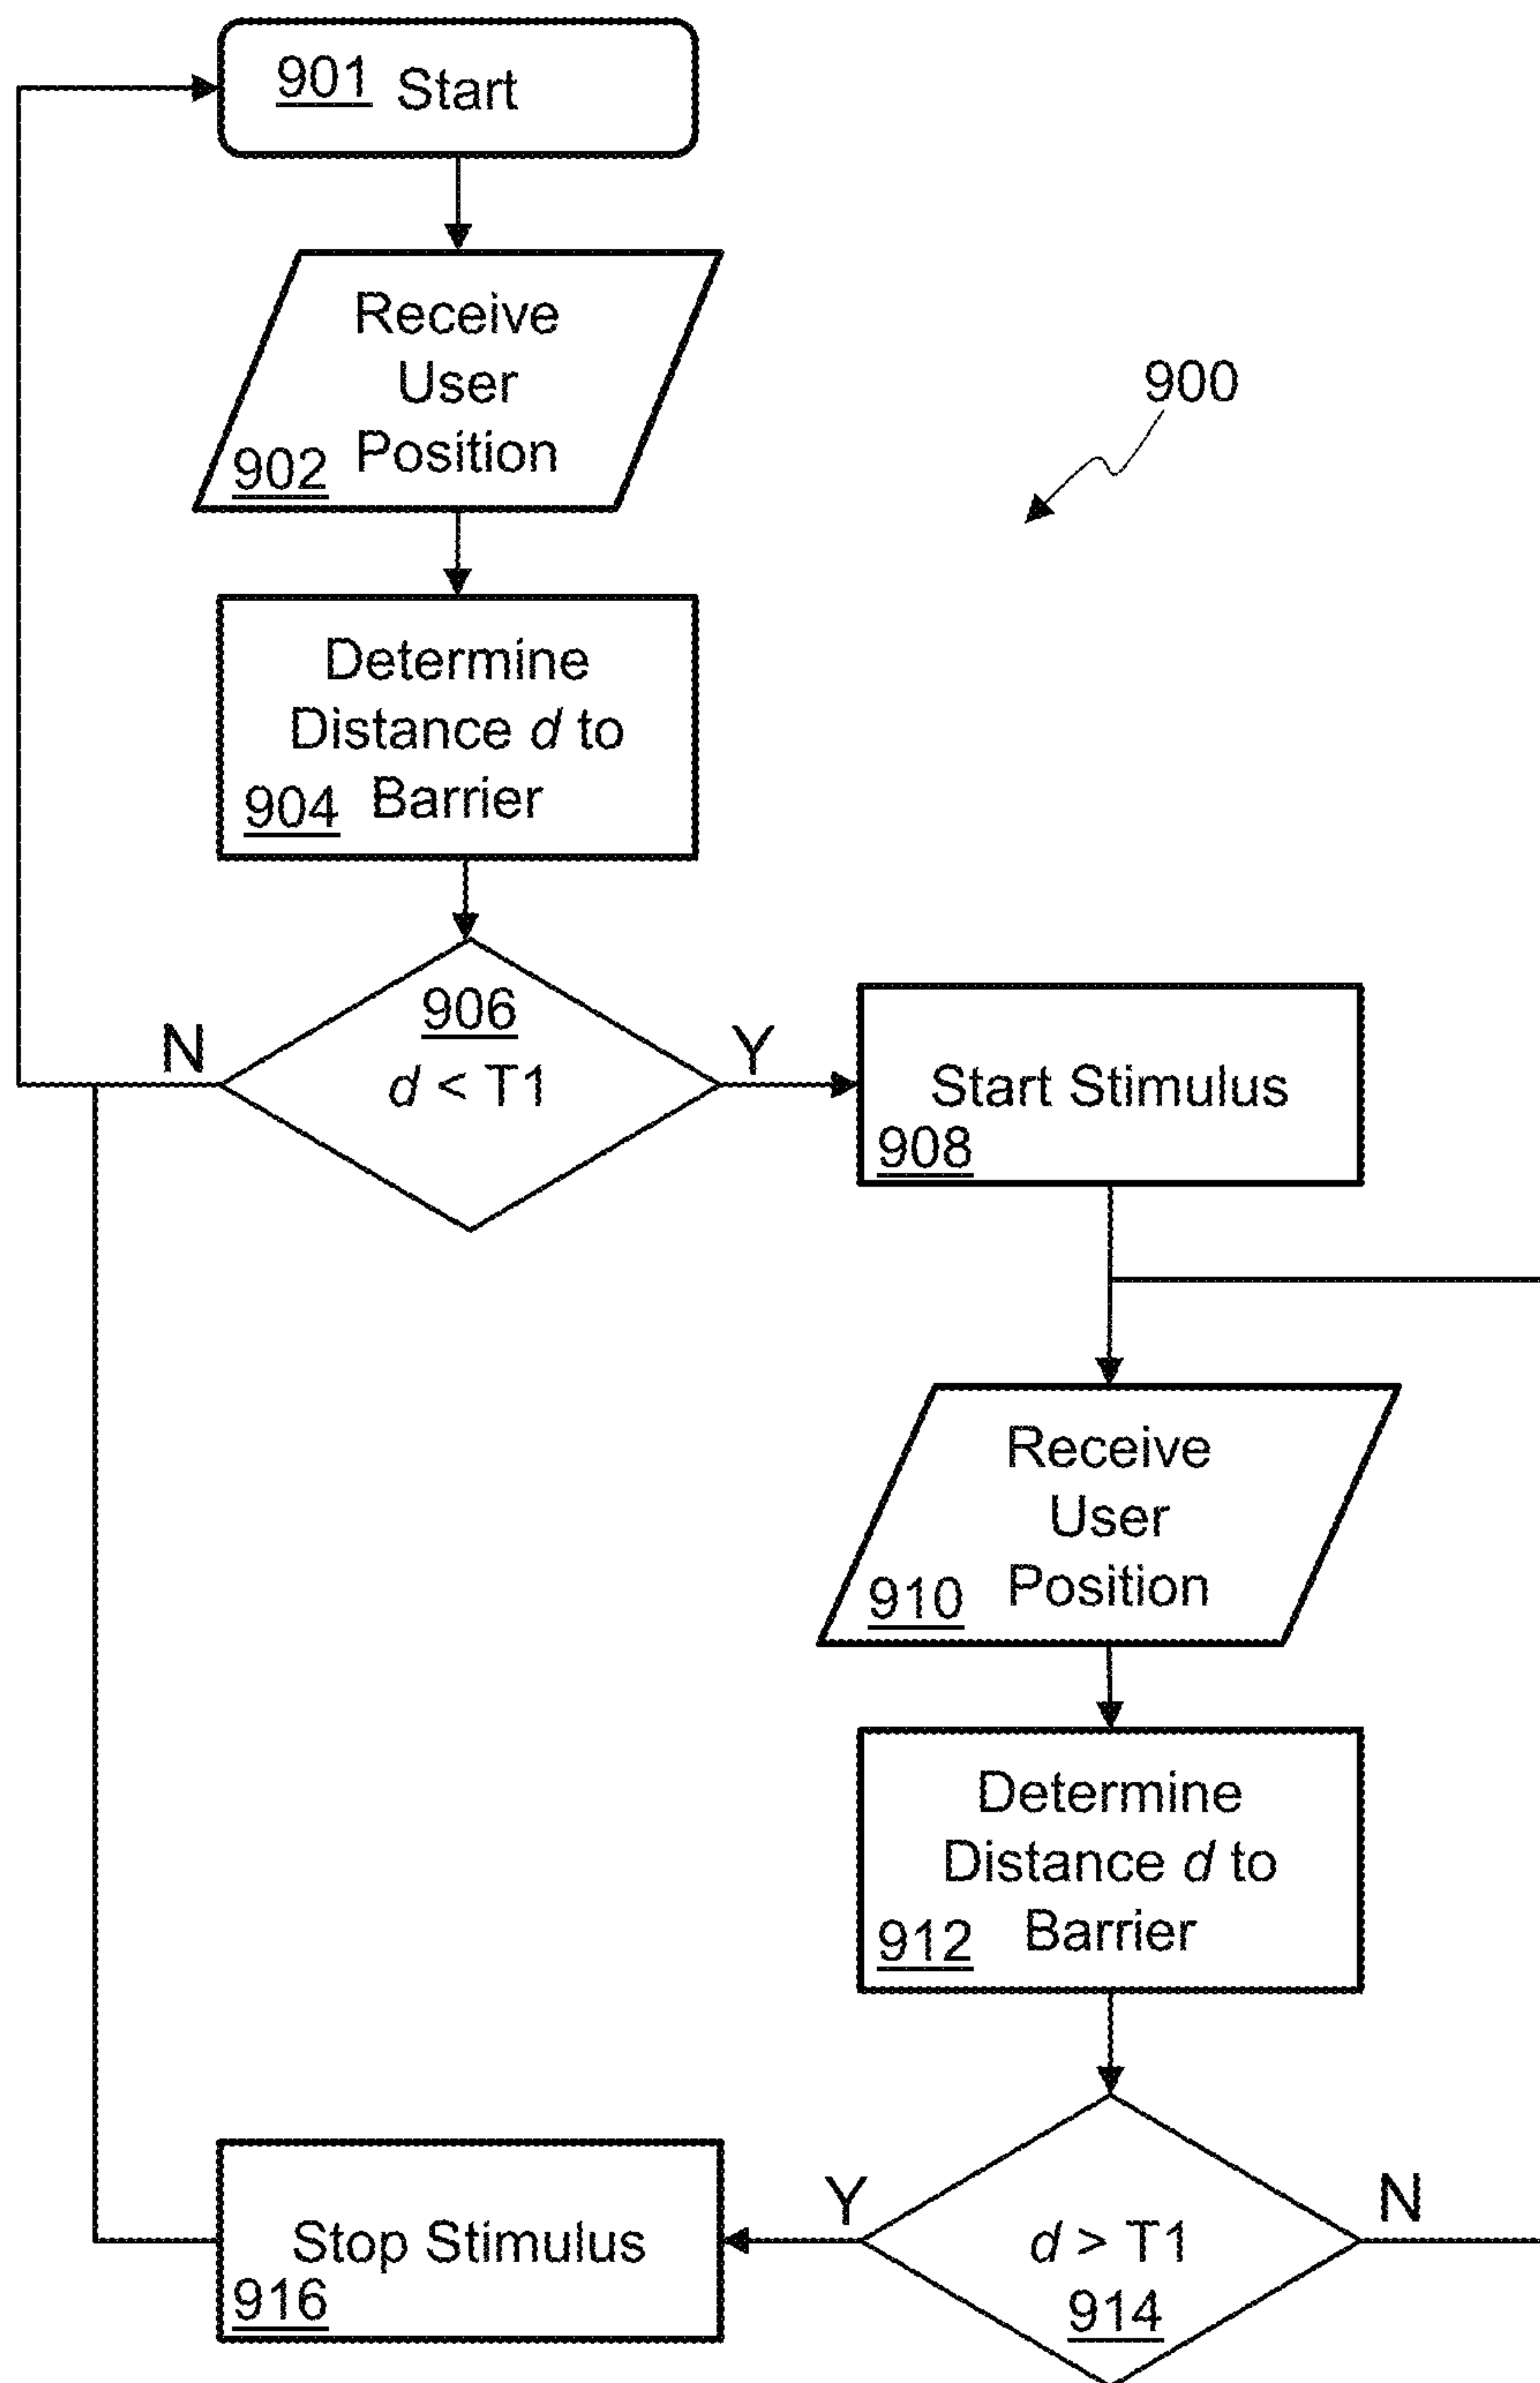 901 Start
Receive
User
902 Position
900
Determine
Distance d to
904 Barrier
906
N
Y
d < T1
Start Stimulus
908
Receive
User
910 Position
Determine
Distance d to
912 Barrier
Y
N
d > T1
914
Stop Stimulus
916